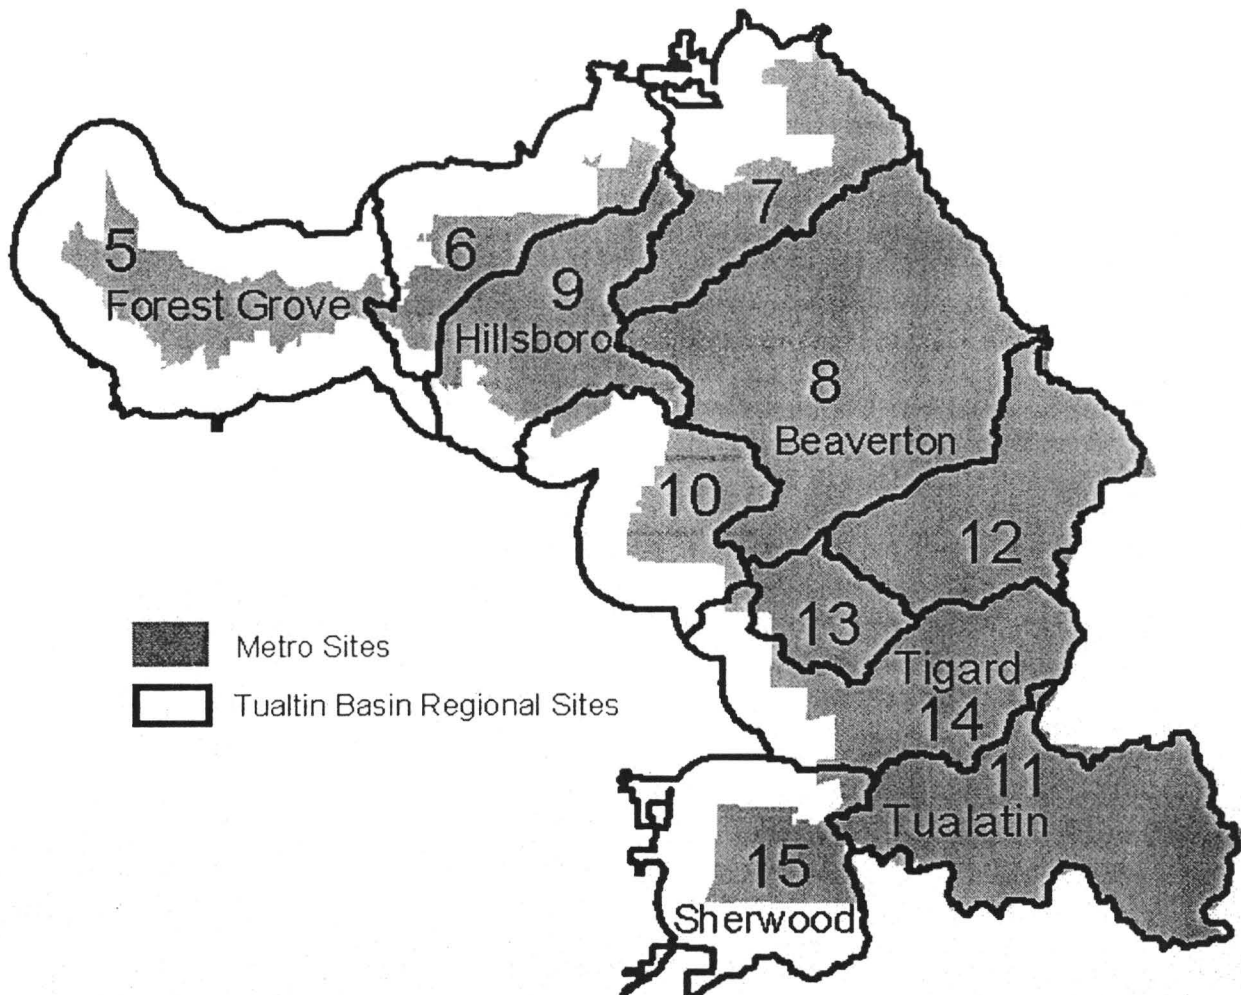 7
5
6
Forest Grove
9
Hillsboro
8
Beaverton
10
12
13
Metro Sites
Tigard
Tualtin Basin Regional Sites
14
11
Tualatin
15
Sherwood